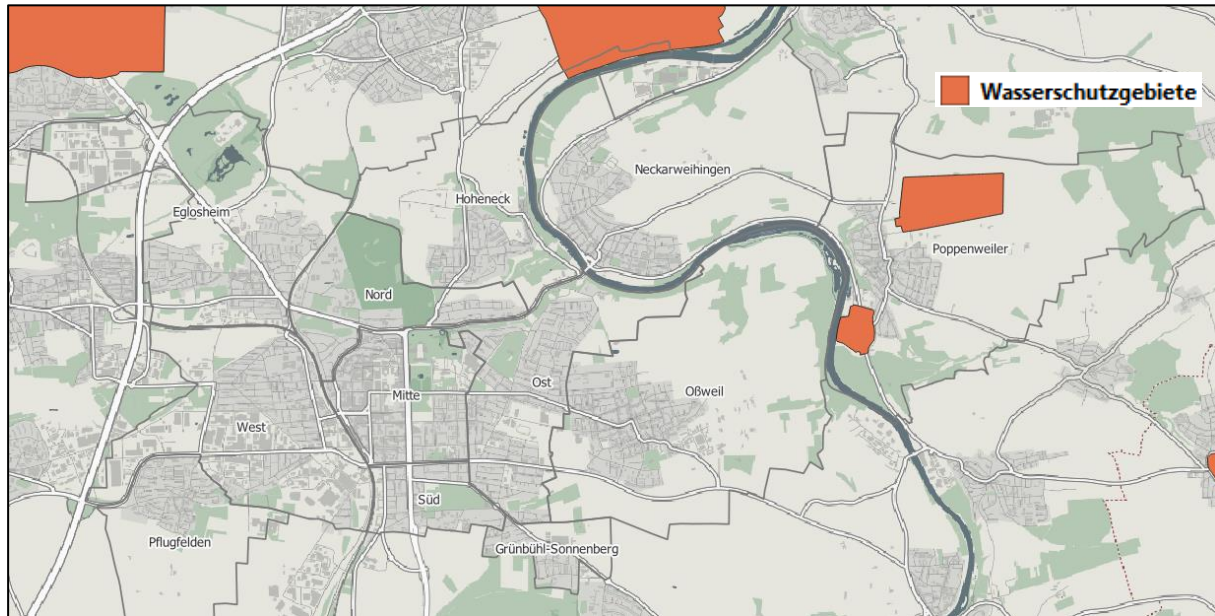 Wasserschutzgebiete
Neckarweihingen
Hoheneck
Eglosheim
Poppenweiler
Nord
Ost
Oßweil
Mitte
West
Süd
Pflugfelden
Grünbühl-Sonnenberg